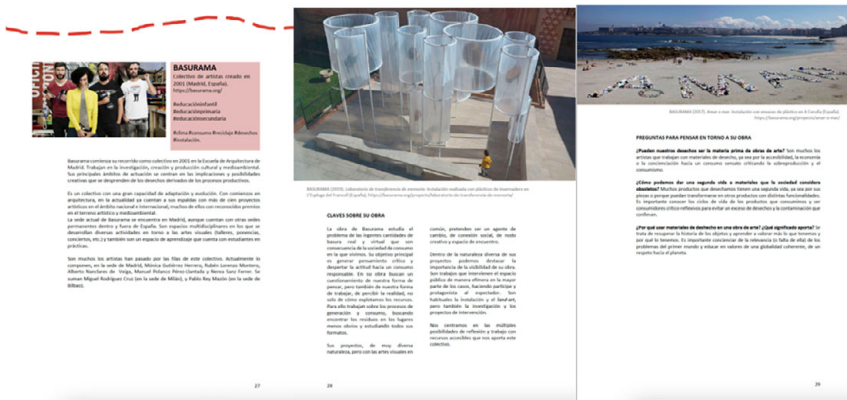 BASURAMA
Colectivo de artistas creado en
2001 (Madrid, España).
https://basurama.org/
#educacióninfantil
#educaciónprimaria
#educaciónsecundaria
#clima #consumo #reciclaje #desechos
#instalación.
Basurama comienza su recorrido como colectivo en 2001 en la Escuela de Arquitectura de
Madrid. Trabajan en la investigación, creación y producción cultural y medioambiental.
Sus principales ámbitos de actuación se centran en las implicaciones y posibilidades
creativas que se desprenden de los desechos derivados de los procesos productivos.
Es un colectivo con una gran capacidad de adaptación y evolución. Con comienzos en
arquitectura, en la actualidad ya cuentan a sus espaldas con más de cien proyectos
artísticos en el ámbito nacional e internacional, muchos de ellos con reconocidos premios
en el terreno artístico y medioambiental.
La sede actual de Basurama se encuentra en Madrid, aunque cuentan con otras sedes
permanentes dentro y fuera de España. Son espacios multidisciplinares en los que se
desarrollan diversas actividades en torno a las artes visuales (talleres, ponencias,
conciertos, etc.) y también son un espacio de aprendizaje que cuenta con estudiantes en
prácticas.
Son muchos los artistas que han pasado por las filas de este colectivo. Actualmente lo
componen, en la sede de Madrid, Mónica Gutiérrez Herrero, Rubén Lorenzo Montero,
Alberto Nanclares da Veiga, Manuel Polanco Pérez-Llantada y Nerea Sanz Ferrer. Se
suman Miguel Rodríguez Cruz (en la sede de Milán), y Pablo Rey Mazón (en la sede de
Bilbao).
27
BASURAMA (2019), Laboratorio de transferencia de memoria. Instalación realizada con plásticos de invernadero en
CLAVES SOBRE SU OBRA
La obra de Basurama estudia el
problema de las ingentes cantidades de
basura real y virtual que son
consecuencia de la sociedad de consumo
en la que vivimos. Su objetivo principal
es generar pensamiento crítico y
despertar la actitud hacia un consumo
responsable. En su obra buscan un
cuestionamiento de nuestra forma de
pensar, pero también de nuestra forma
de trabajar, de percibir la realidad, no
solo de cómo explotamos los recursos.
Para ello trabajan sobre los procesos de
generación y consumo, buscando
encontrar los residuos en los lugares
menos obvios y estudiando todos sus
formatos.
Sus proyectos, de muy diversa
naturaleza, pero con las artes visuales en
común, pretenden ser un agente de
cambio, de conexión social, de nodo
creativo y espacio de encuentro.
Dentro de la naturaleza diversa de sus
proyectos podemos destacar la
importancia de la visibilidad de su obra.
Son trabajos que intervienen el espacio
público de manera efímera en la mayor
parte de los casos, haciendo partícipe y
protagonista al espectador. Son
habituales la instalación y el land-art,
pero también la investigación y los
proyectos de intervención.
Nos centramos en las múltiples
posibilidades de reflexión y trabajo con
recursos accesibles que nos aporta este
colectivo.
28
BASURAMA (2017), Amar o mar. Instalación con envases de plástico en A Coruña (España).
https://basurama.org/proyecto/amar-o-mar/
PREGUNTAS PARA PENSAR EN TORNO A SU OBRA
¿Pueden nuestros desechos ser la materia prima de obras de arte? Son muchos los
artistas que trabajan con materiales de desecho, ya sea por la accesibilidad, la economía
o la concienciación hacia un consumo sensato criticando la sobreproducción y el
consumismo.
¿Cómo podemos dar una segunda vida a materiales que la sociedad considera
obsoletos? Muchos productos que desechamos tienen una segunda vida, ya sea por sus
piezas o porque pueden transformarse en otros productos con distintas funcionalidades.
Es importante conocer los ciclos de vida de los productos que consumimos y ser
consumidores crítico-reflexivos para evitar un exceso de desechos y la contaminación que
conllevan.
¿Por qué usar materiales de desecho en una obra de arte? ¿Qué significado aporta? Se
trata de recuperar la historia de los objetos y aprender a valorar más lo que tenemos y
por qué lo tenemos. Es importante concienciar de la relevancia (o falta de ella) de los
problemas del primer mundo y educar en valores de una globalidad coherente, de un
respeto hacia el planeta.
29